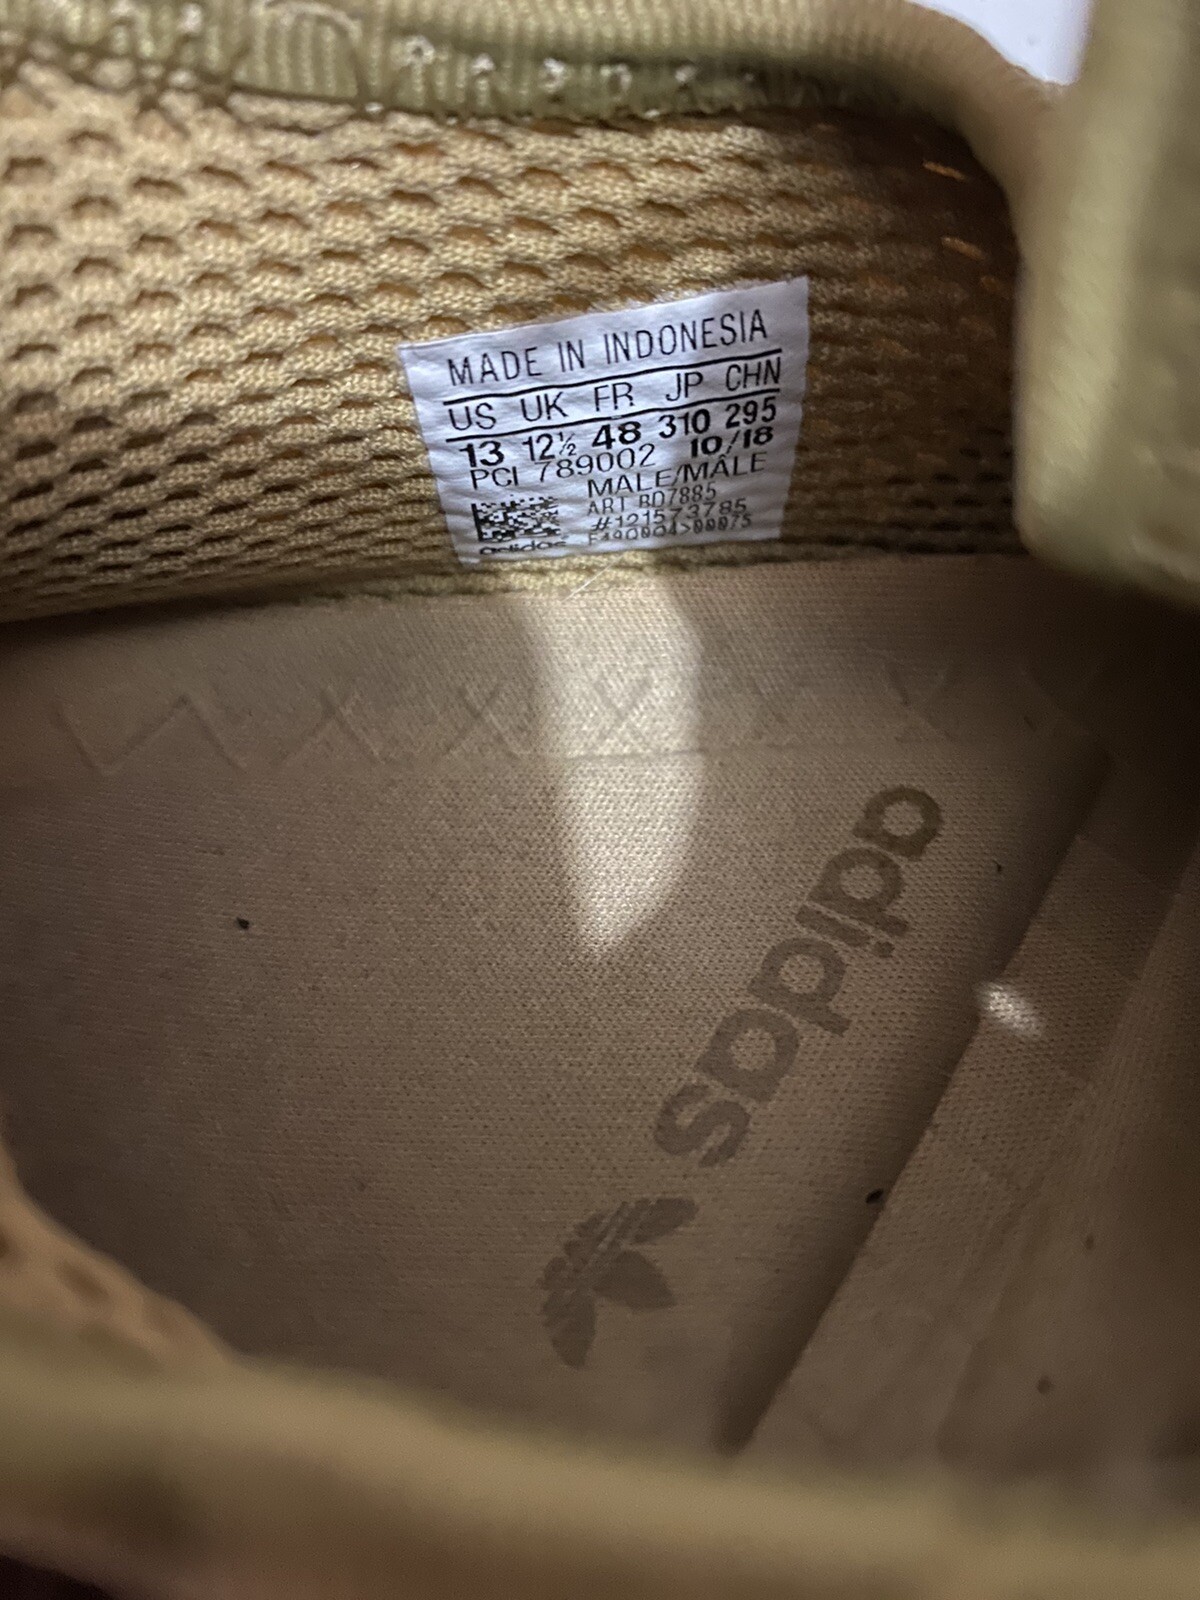 MADE IN INDONESIA
US UK FR JP CHN
13 12½ 48 310 295
PCI 789002 10/18
MALE/MÂLE
ART BD7885
#121573785
adidas
adidas